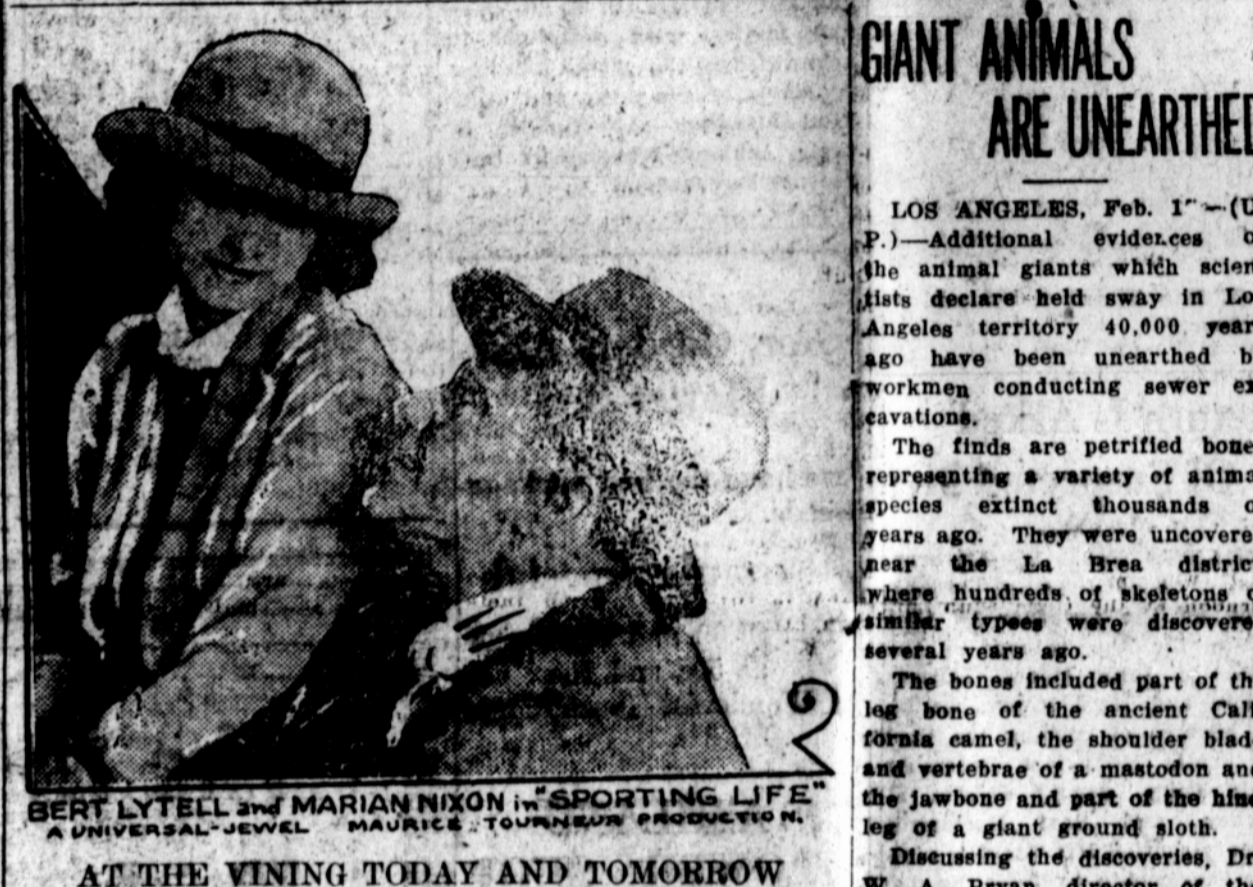 BERT LYTELL and MARIAN NIXON in "SPORTING LIFE"
A UNIVERSAL-JEWEL MAURICE TOURNEUR PRODUCTION.
AT THE VINING TODAY AND TOMORROW
GIANT ANIMALS
ARE UNEARTHED
LOS ANGELES, Feb. (U
P.)—Additional evidences o
the animal giants which scien
tists declare held sway in Lo
Angeles territory 40,000 year
ago have been unearthed b
workmen conducting sewer ex
cavations.
The finds are petrified bone
representing a variety of anima
species extinct thousands o
years ago. They were uncovere
near the La Brea distric
where hundreds of skeletons o
similar typees were discovere
several years ago.
The bones included part of th
leg bone of the ancient Cali
fornia camel, the shoulder blad
and vertebrae of a mastodon an
the jawbone and part of the hin
leg of a giant ground sloth.
Discussing the discoveries, Dr
W. A. Bryan, director of th